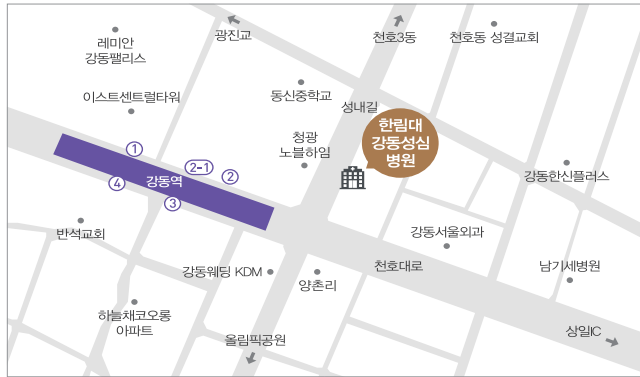 레미안
강동팰리스
광진교
천호3동
천호동 성결교회
이스트센트럴타워
동신중학교
성내길
한림대
강동성심
병원
청광
노블하임
①
2-1
②
강동역
④
③
강동한신플러스
반석교회
강동서울외과
강동웨딩 KDM
양촌리
천호대로
남기세병원
하늘채코오롱
아파트
올림픽공원
상일IC